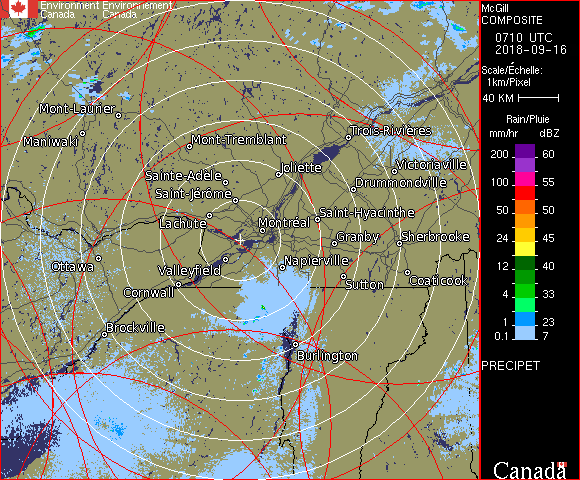 Environment Environnement
Canada Canada
McGill
COMPOSITE
0710 UTC
2018-09-16
Scale/Échelle:
1km/Pixel
40 KM
Rain/Pluie
mm/hr dBZ
200 60
150 57
100 55
50 50
24 45
12 40
4 33
1 23
0.1 7
PRECIPET
Canada
Mont-Laurier
Maniwaki
Mont-Tremblant
Trois-Rivières
Sainte-Adèle
Joliette
Victoriaville
Saint-Jérôme
Drummondville
Lachute
Montréal
Saint-Hyacinthe
Granby
Sherbrooke
Ottawa
Valleyfield
Napierville
Cornwall
Sutton
Coaticook
Brockville
Burlington